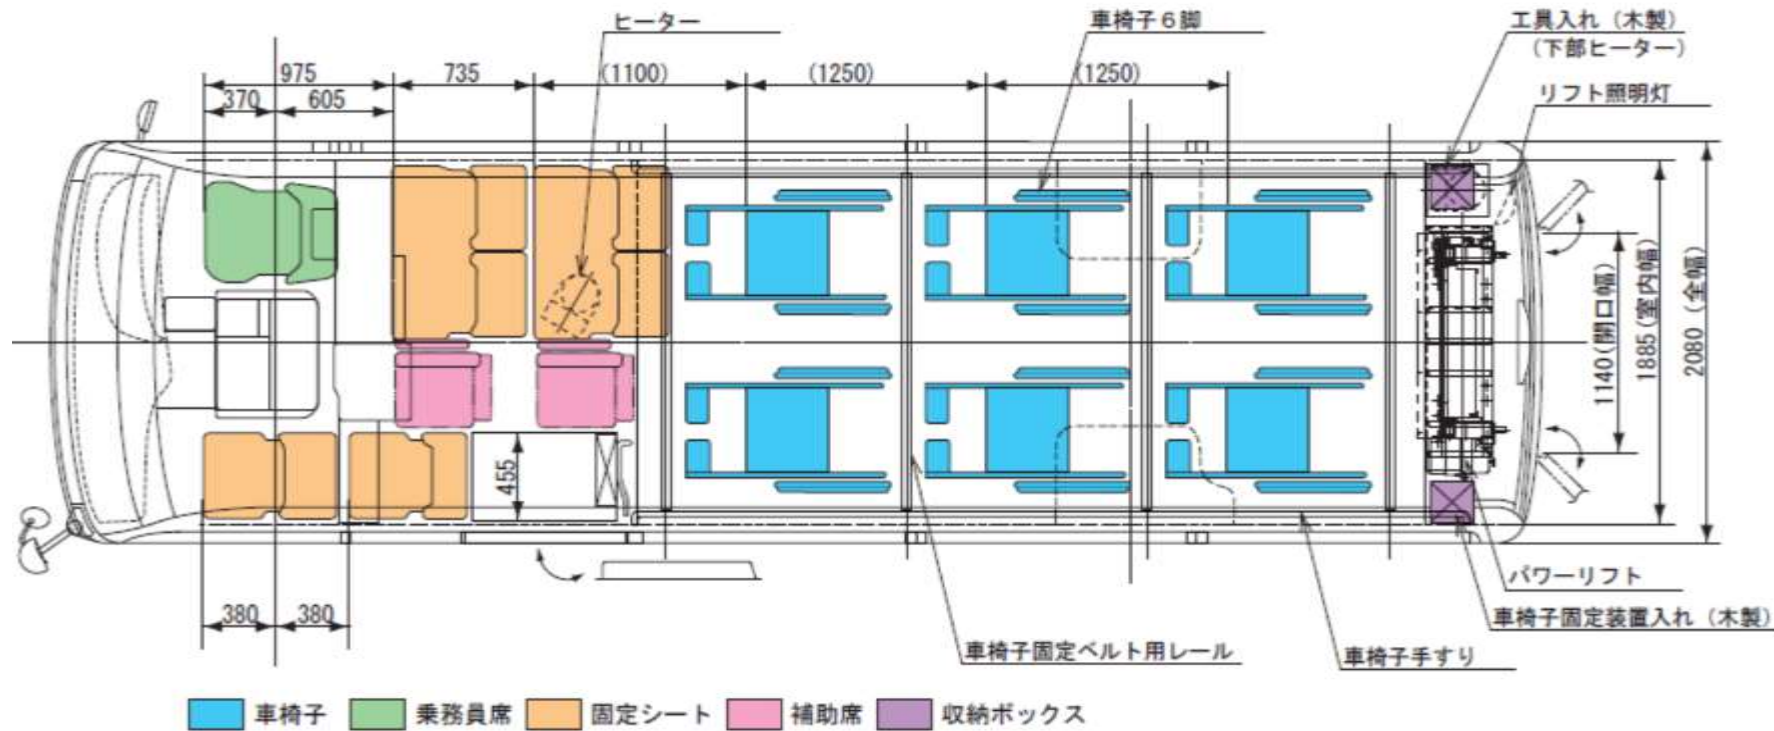 ヒーター
車椅子6脚
工具入れ（木製）
（下部ヒーター）
リフト照明灯
975
735
(1100)
(1250)
(1250)
370
605
455
1140(開口幅)
1885(室内幅)
2080（全幅）
380
380
パワーリフト
車椅子固定装置入れ（木製）
車椅子固定ベルト用レール
車椅子手すり
車椅子
乗務員席
固定シート
補助席
収納ボックス